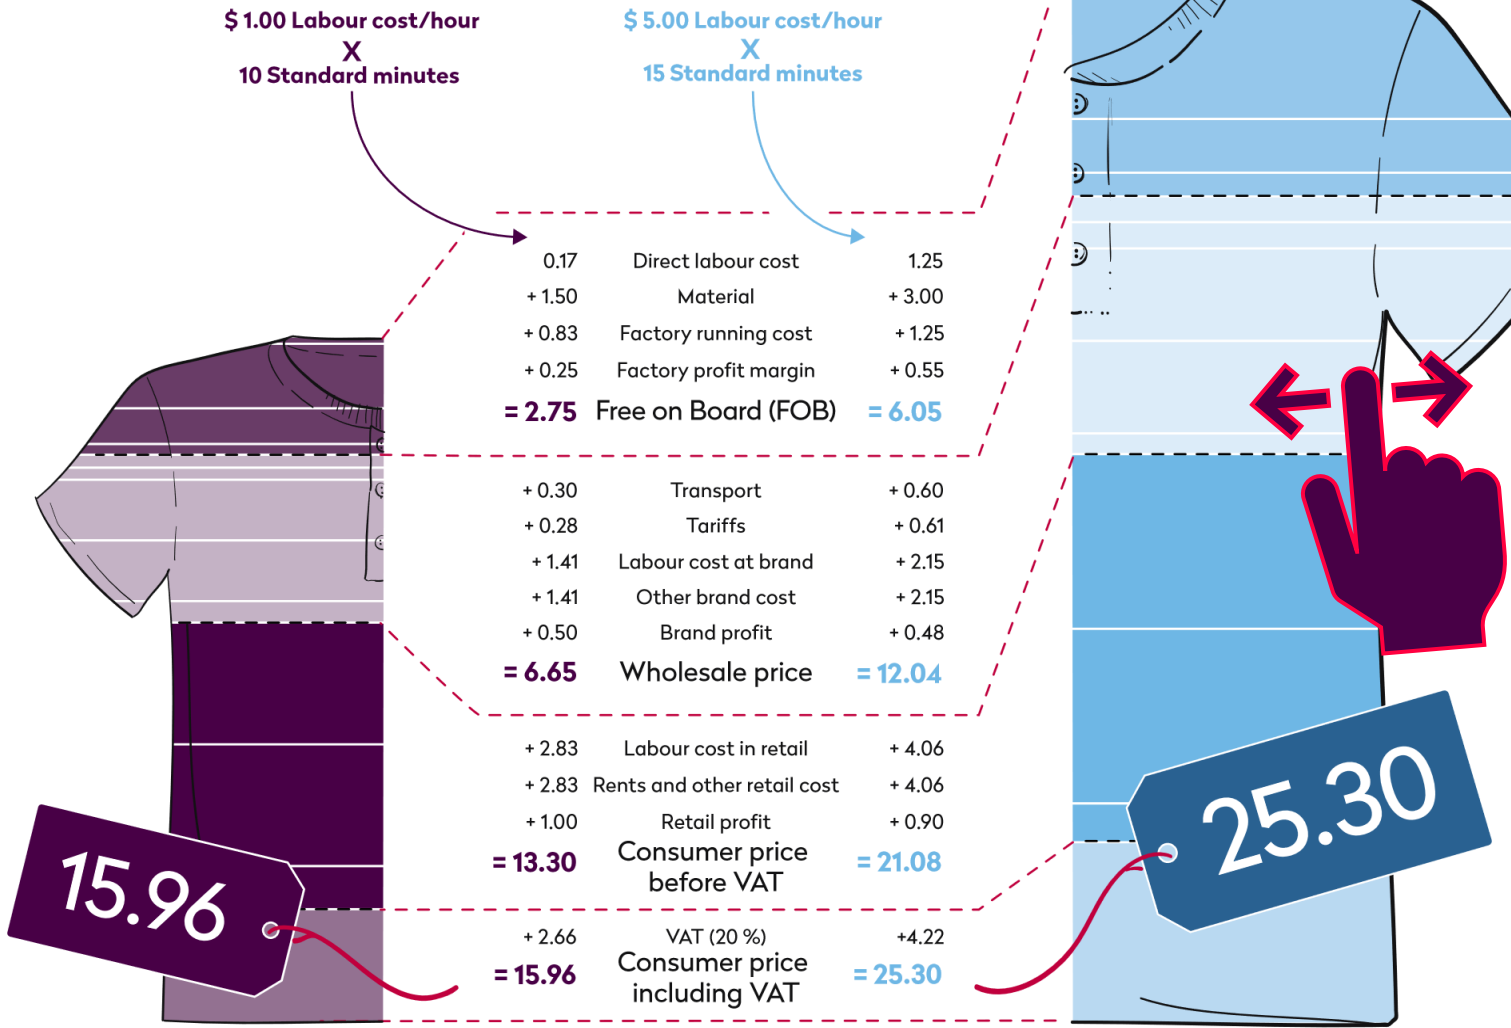 $ 1.00 Labour cost/hour
X
10 Standard minutes
$ 5.00 Labour cost/hour
X
15 Standard minutes
0.17 Direct labour cost 1.25
+ 1.50 Material + 3.00
+ 0.83 Factory running cost + 1.25
+ 0.25 Factory profit margin + 0.55
= 2.75 Free on Board (FOB) = 6.05
+ 0.30 Transport + 0.60
+ 0.28 Tariffs + 0.61
+ 1.41 Labour cost at brand + 2.15
+ 1.41 Other brand cost + 2.15
+ 0.50 Brand profit + 0.48
= 6.65 Wholesale price = 12.04
+ 2.83 Labour cost in retail + 4.06
+ 2.83 Rents and other retail cost + 4.06
+ 1.00 Retail profit + 0.90
= 13.30 Consumer price before VAT = 21.08
+ 2.66 VAT (20 %) +4.22
= 15.96 Consumer price including VAT = 25.30
15.96
25.30